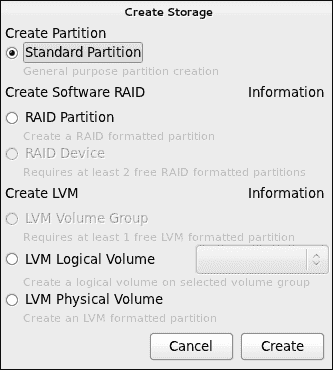 Create Storage
Create Partition
Standard Partition
General purpose partition creation
Create Software RAID Information
RAID Partition
Create a RAID formatted partition
RAID Device
Requires at least 2 free RAID formatted partitions
Create LVM Information
LVM Volume Group
Requires at least 1 free LVM formatted partition
LVM Logical Volume
Create a logical volume on selected volume group
LVM Physical Volume
Create an LVM formatted partition
Cancel Create